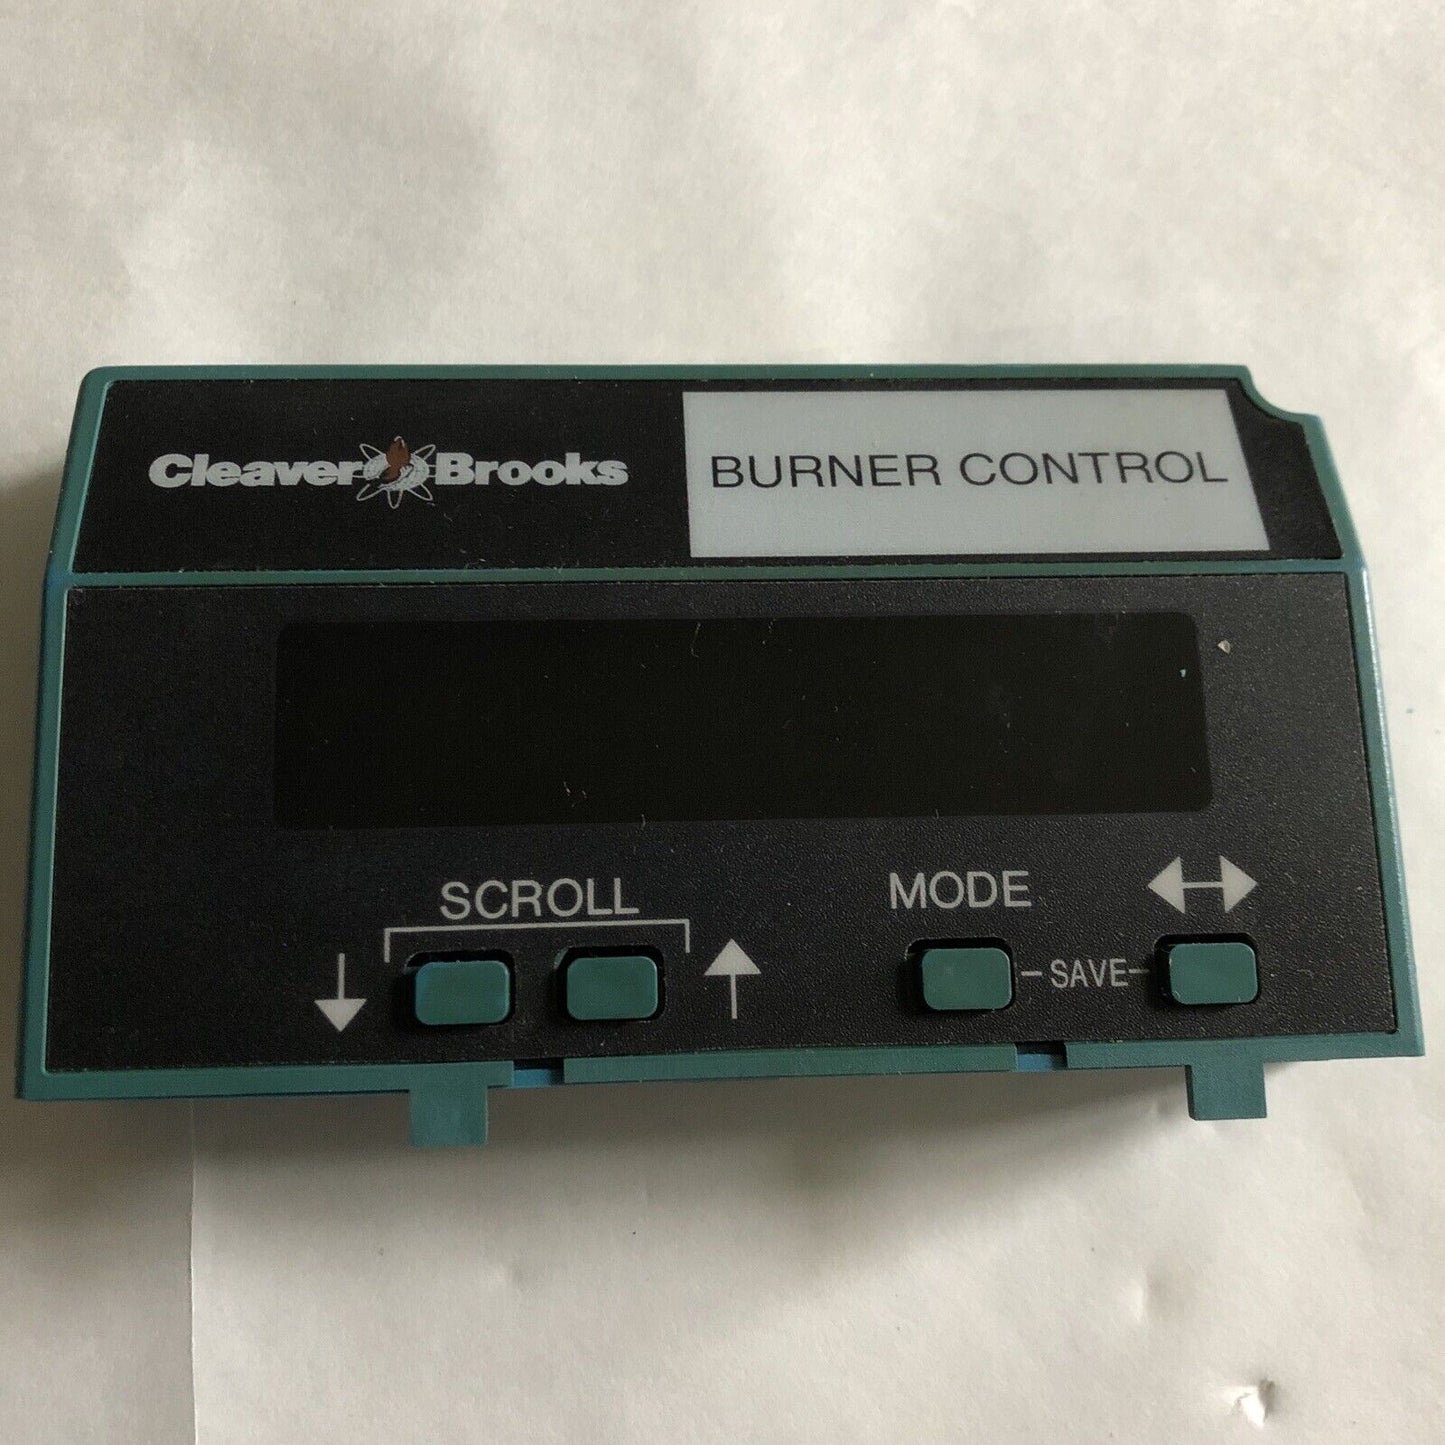 Cleaver Brooks
BURNER CONTROL
SCROLL
MODE
SAVE